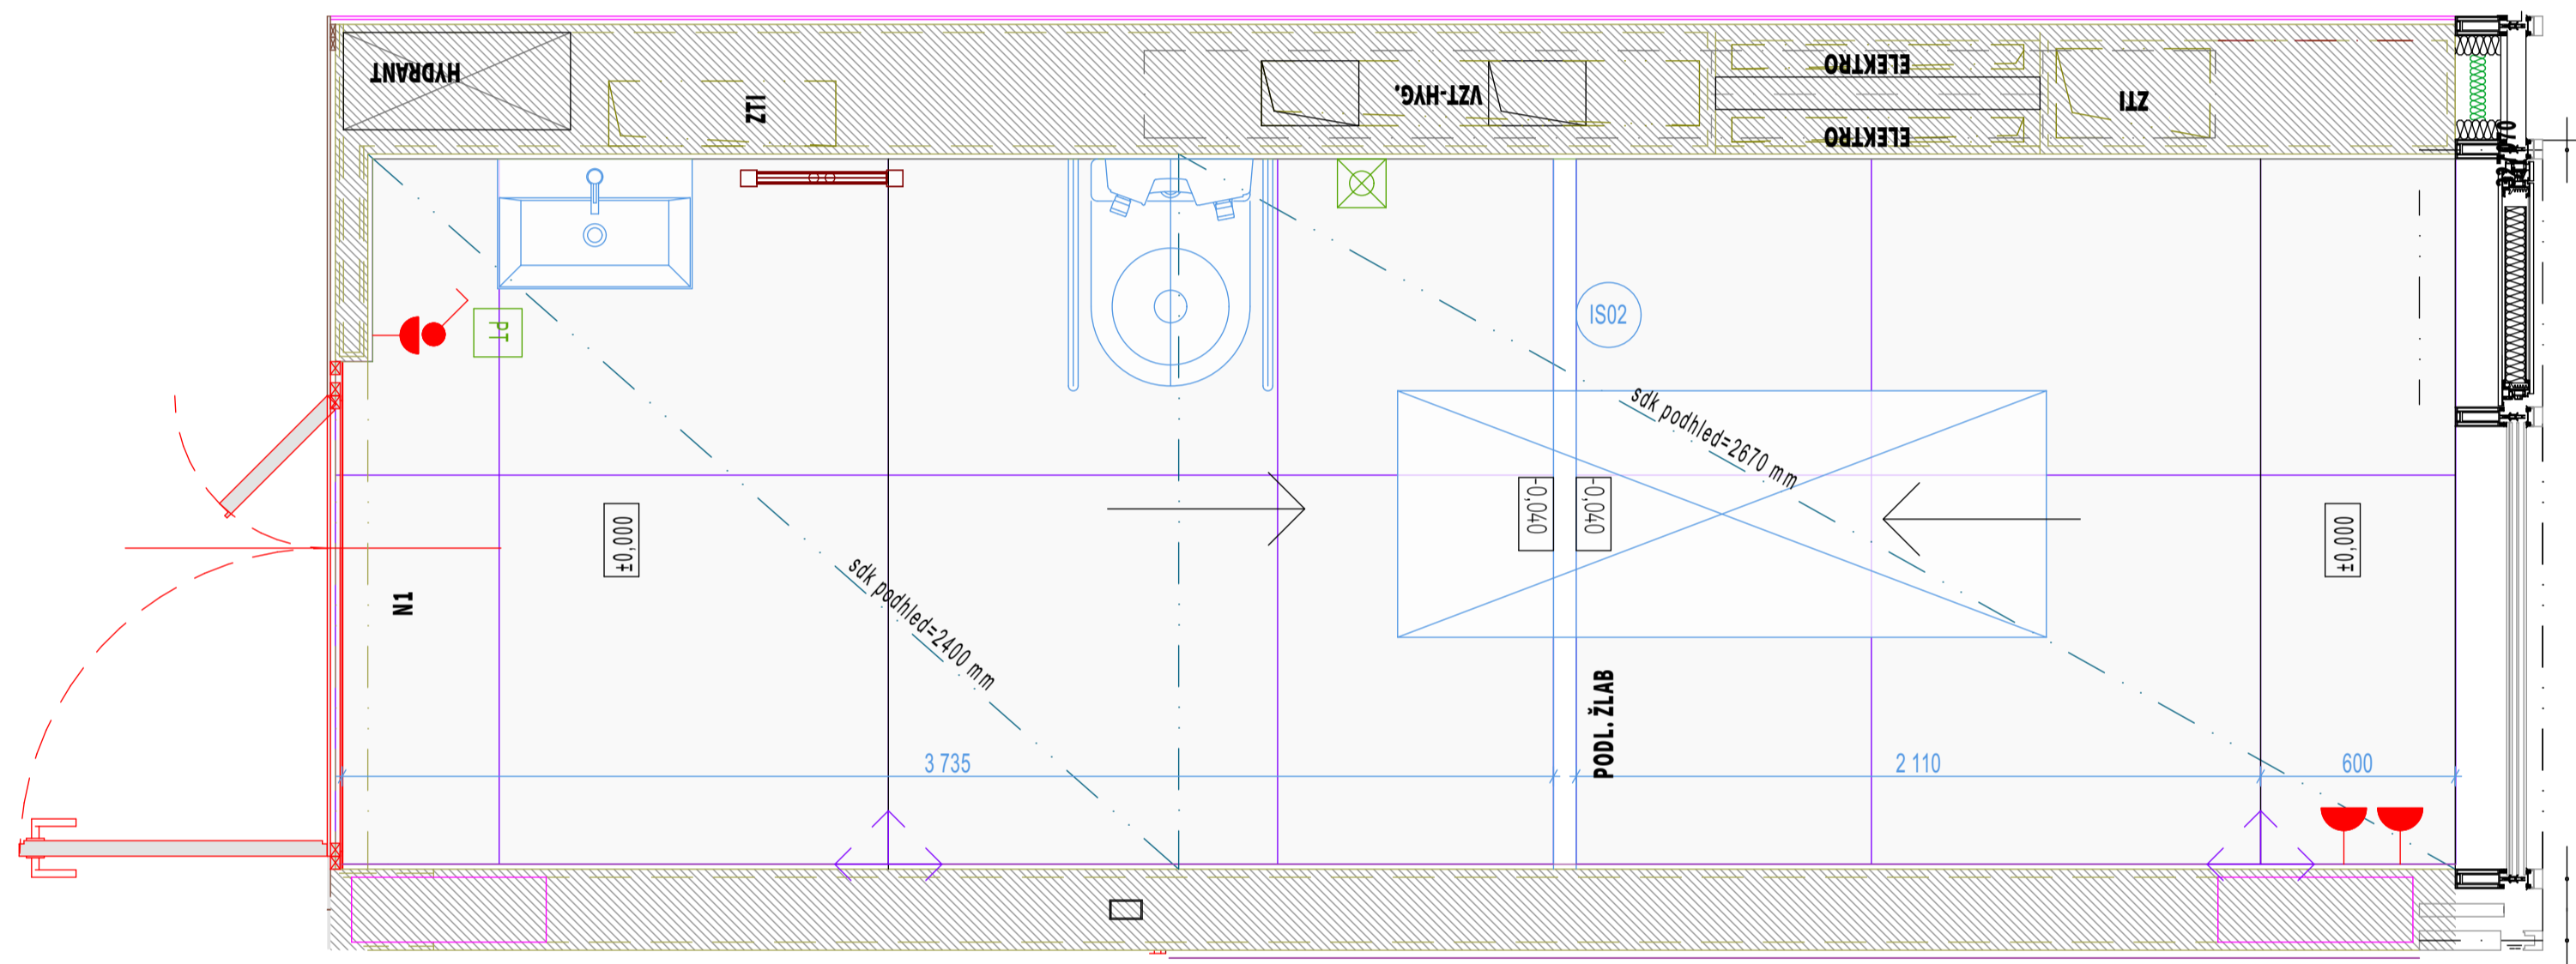 HYDRANT
ZTI
VZT-HYG.
ELEKTRO
ELEKTRO
ZTI
PT
IS02
sdk podhled=2670 mm
-0,040
-0,040
±0,000
±0,000
sdk podhled=2400 mm
N1
PODL. ŽLAB
3 735
2 110
600